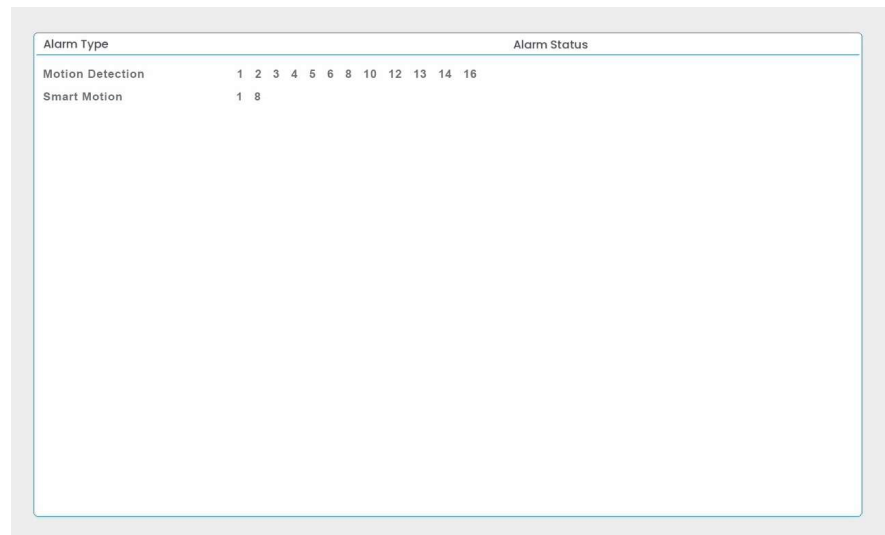 Alarm Type Alarm Status
Motion Detection 1 2 3 4 5 6 8 10 12 13 14 16
Smart Motion 1 8